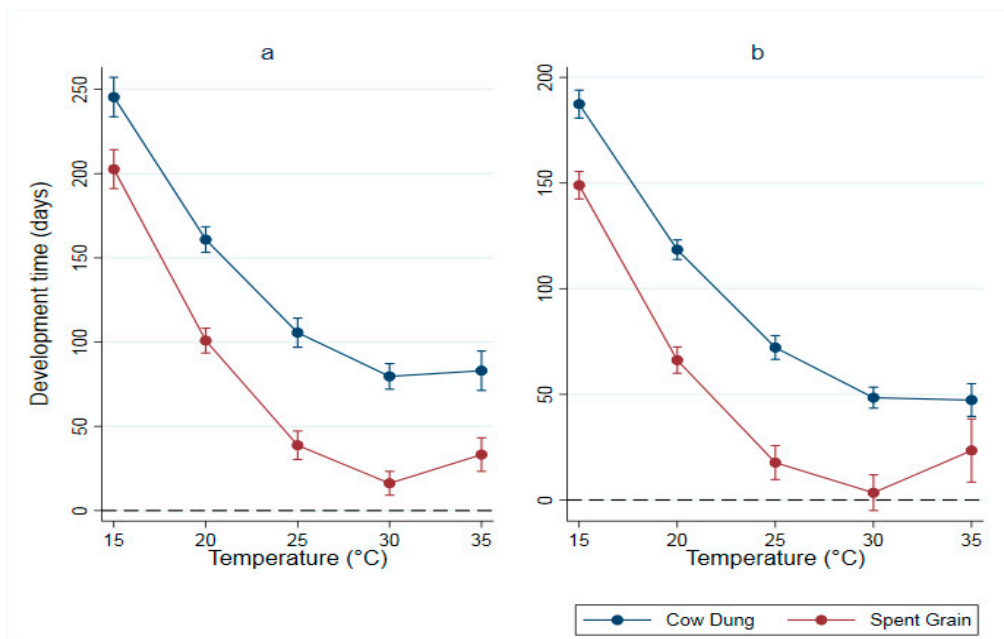 a
b
Development time (days)
250
200
150
100
50
0
15 20 25 30 35
Temperature (°C)
200
150
100
50
0
15 20 25 30 35
Temperature (°C)
Cow Dung Spent Grain